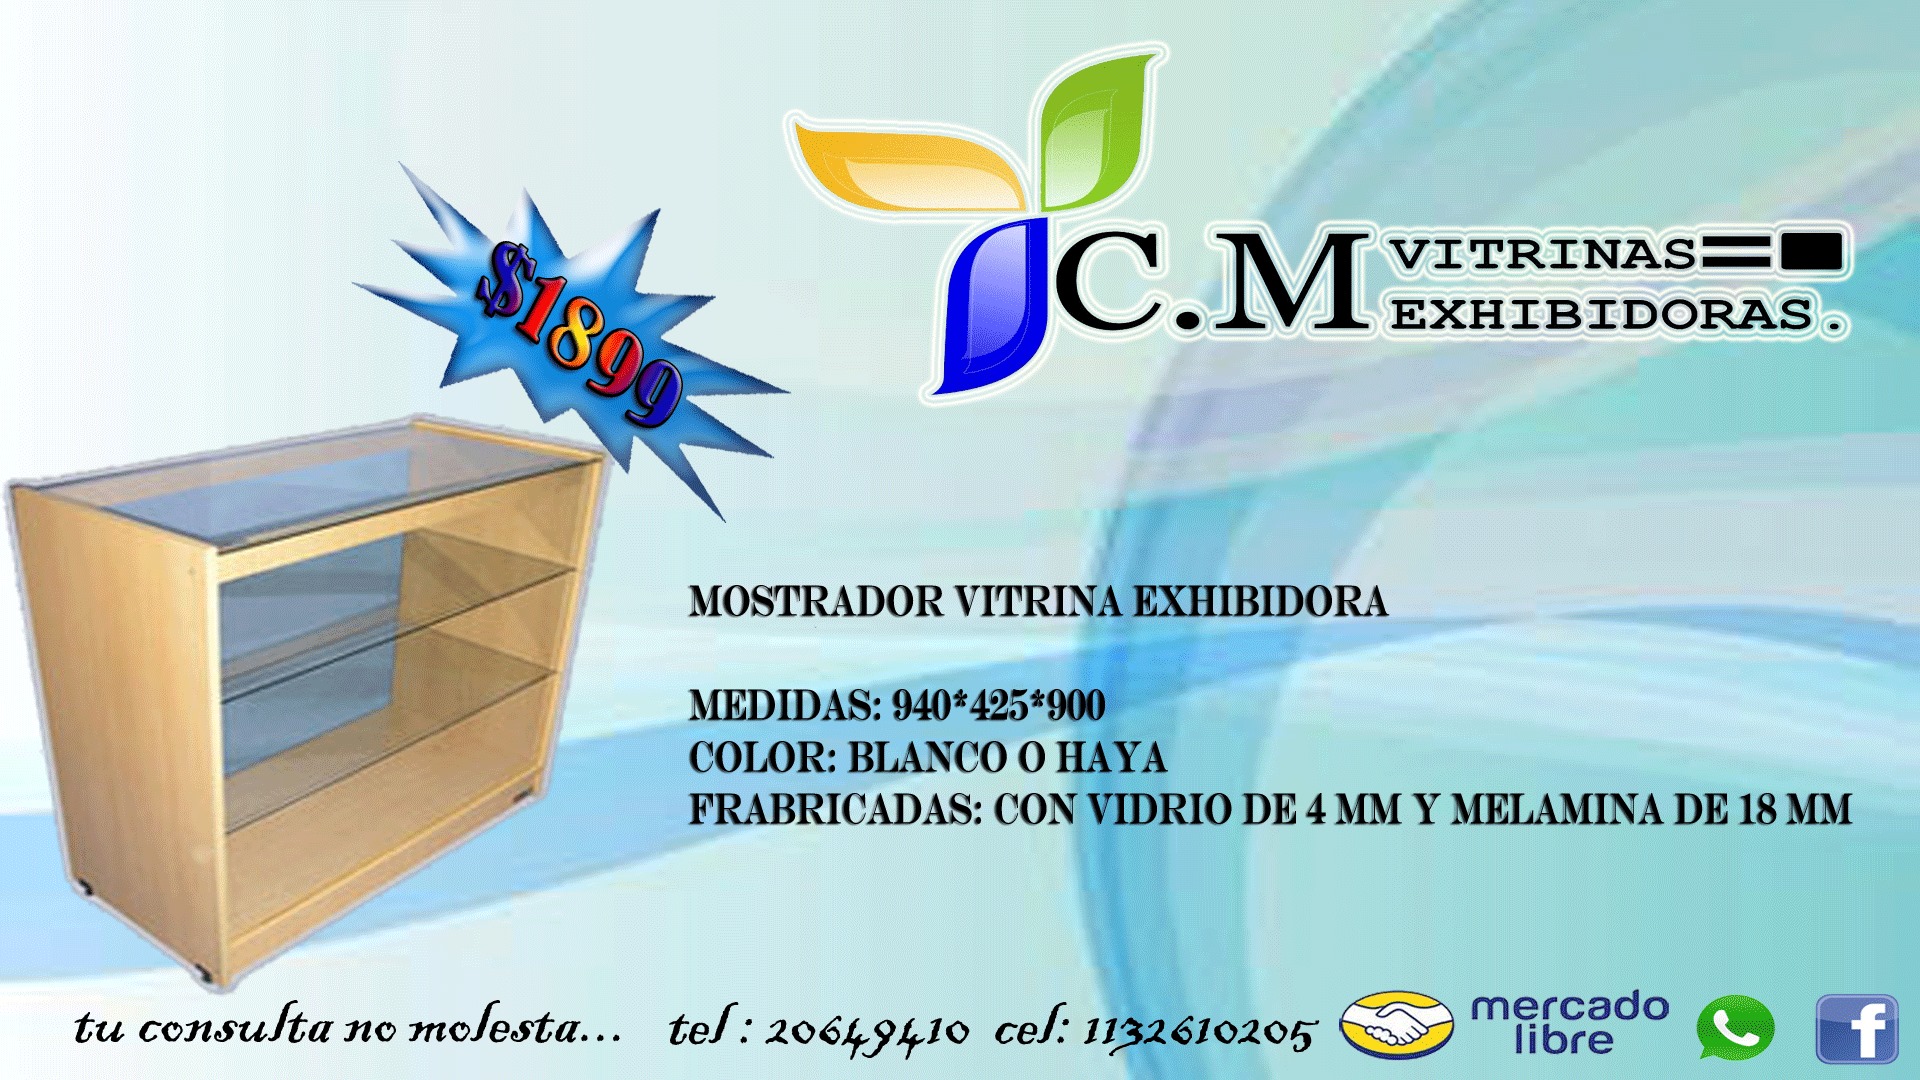 $1899
C.M VITRINAS
EXHIBIDORAS.
MOSTRADOR VITRINA EXHIBIDORA
MEDIDAS: 940*425*900
COLOR: BLANCO O HAYA
FRABRICADAS: CON VIDRIO DE 4 MM Y MELAMINA DE 18 MM
tu consulta no molesta... tel : 20649410 cel: 1132610205
mercado
libre
f